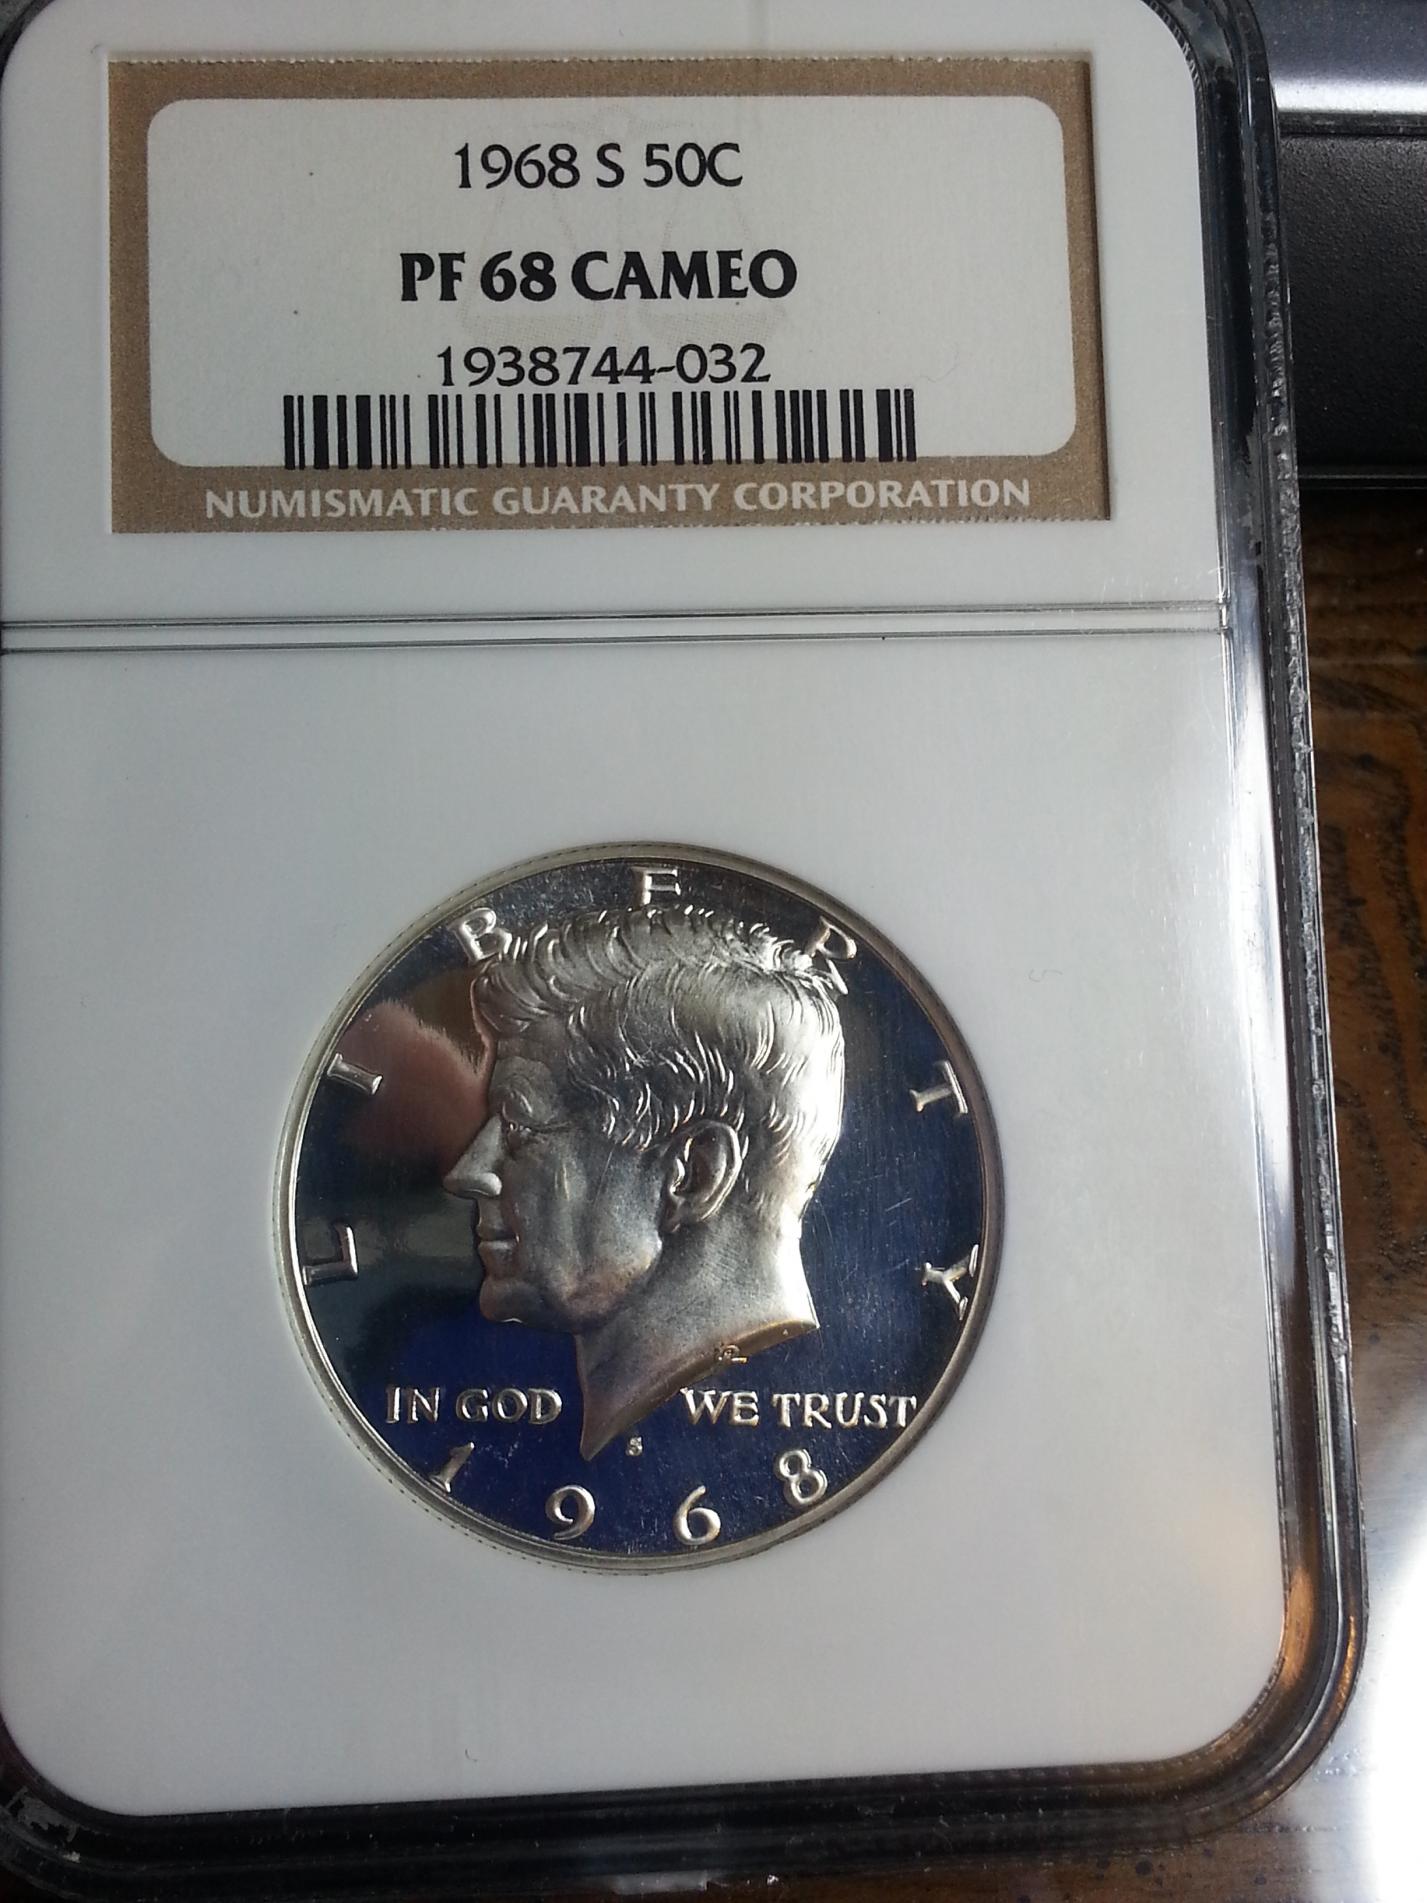 1968 S 50C
PF 68 CAMEO
1938744-032
NUMISMATIC GUARANTY CORPORATION
LIBERTY
IN GOD WE TRUST
S
1968